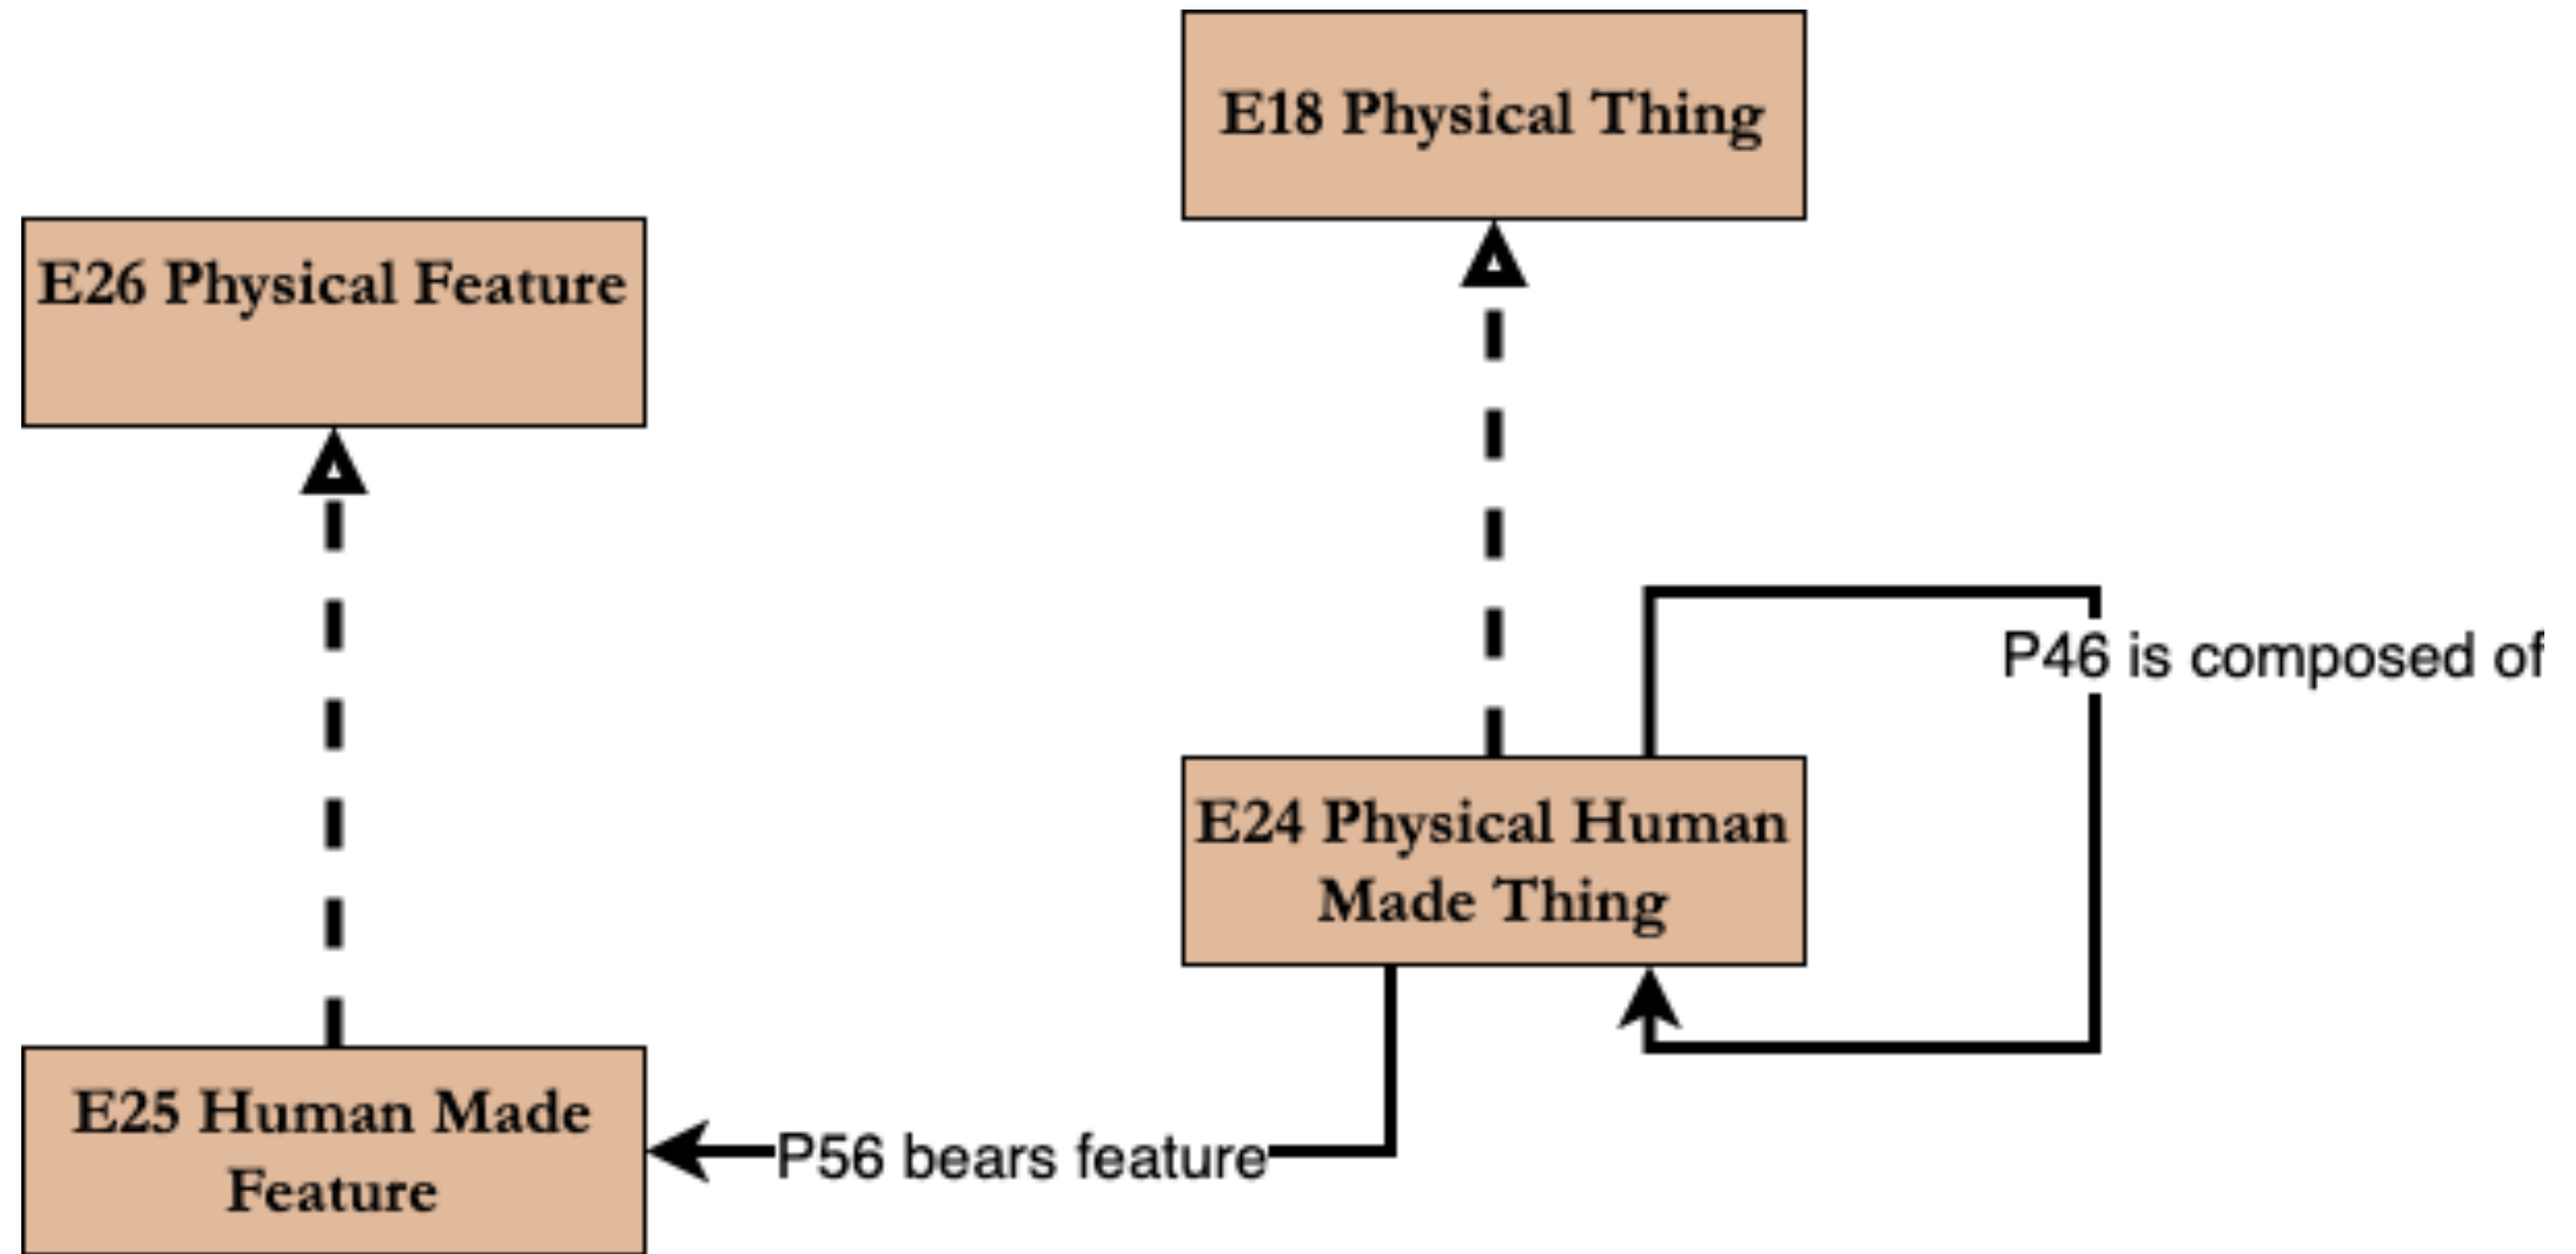 E18 Physical Thing
E26 Physical Feature
P46 is composed of
E24 Physical Human
Made Thing
E25 Human Made
Feature
P56 bears feature